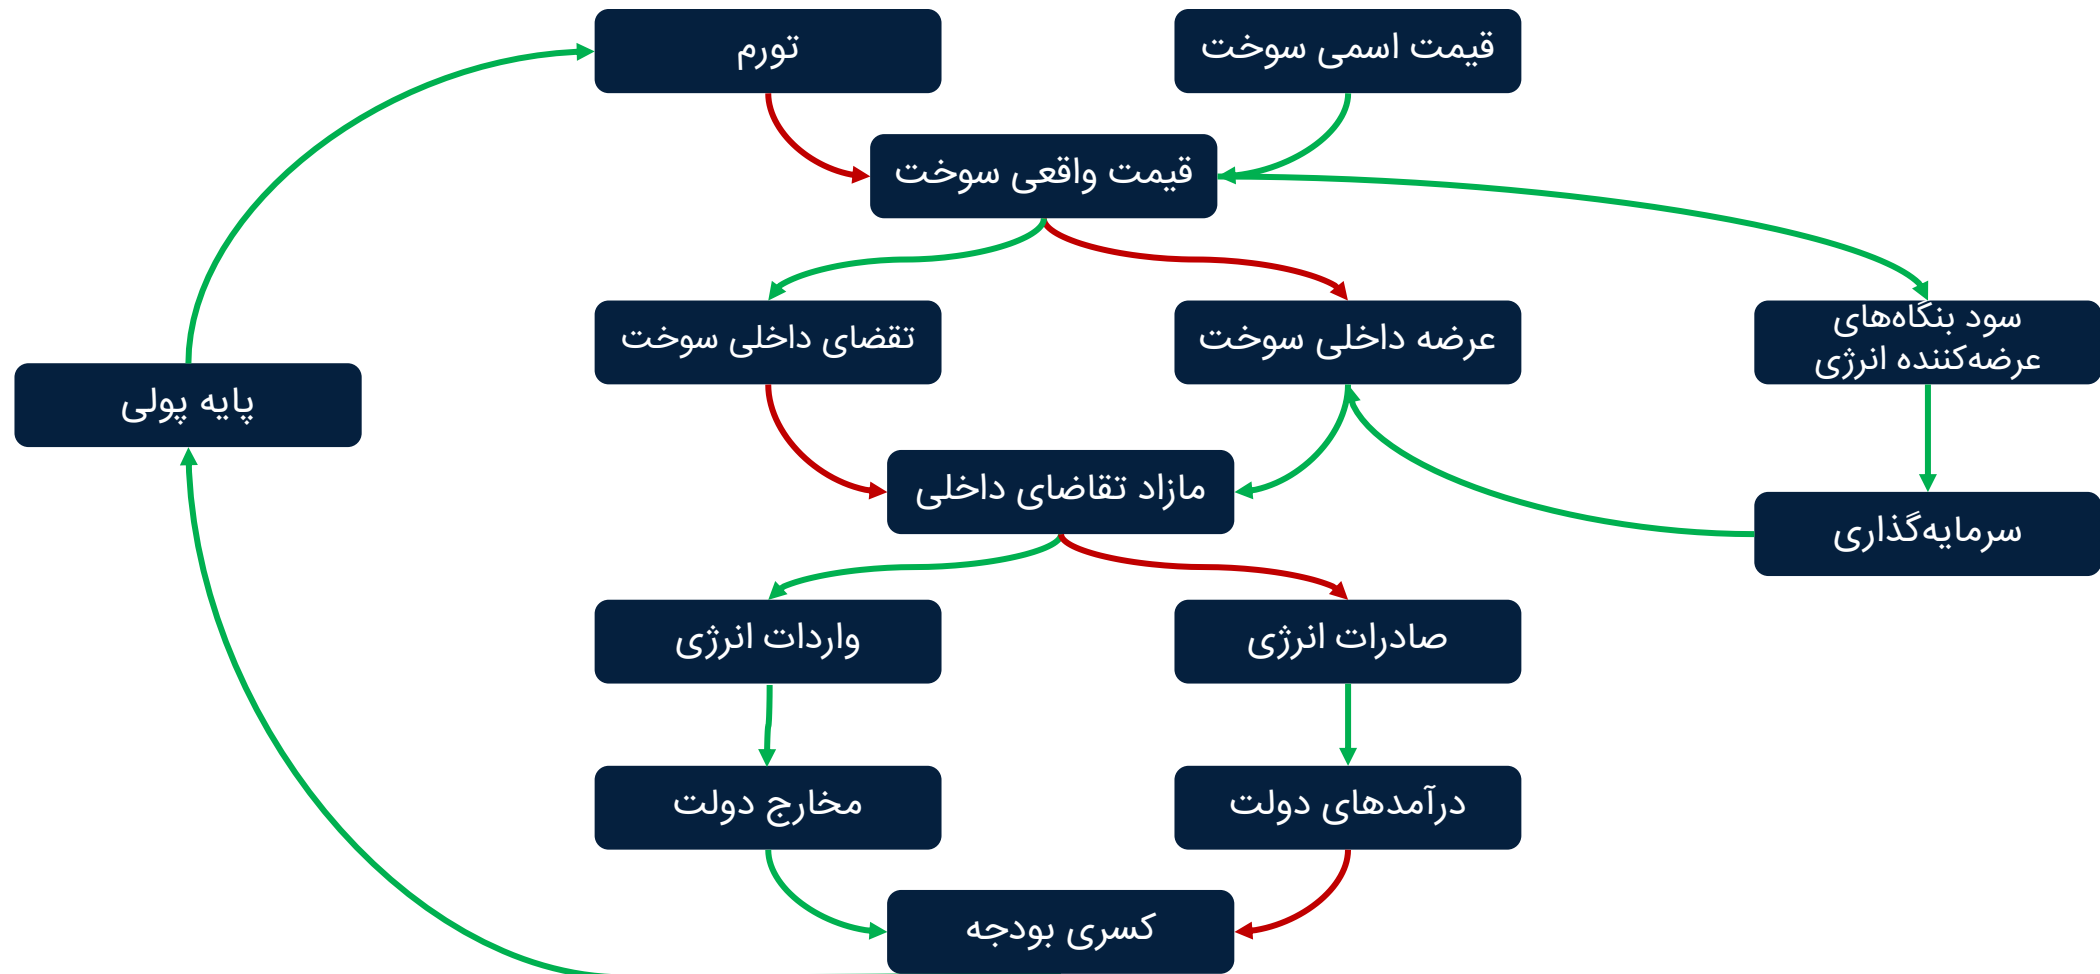 قیمت اسمی سوخت
تورم
قیمت واقعی سوخت
سود بنگاه‌های
عرضه‌کننده انرژی
عرضه داخلی سوخت
تقضای داخلی سوخت
پایه پولی
مازاد تقاضای داخلی
سرمایه‌گذاری
صادرات انرژی
واردات انرژی
درآمدهای دولت
مخارج دولت
کسری بودجه